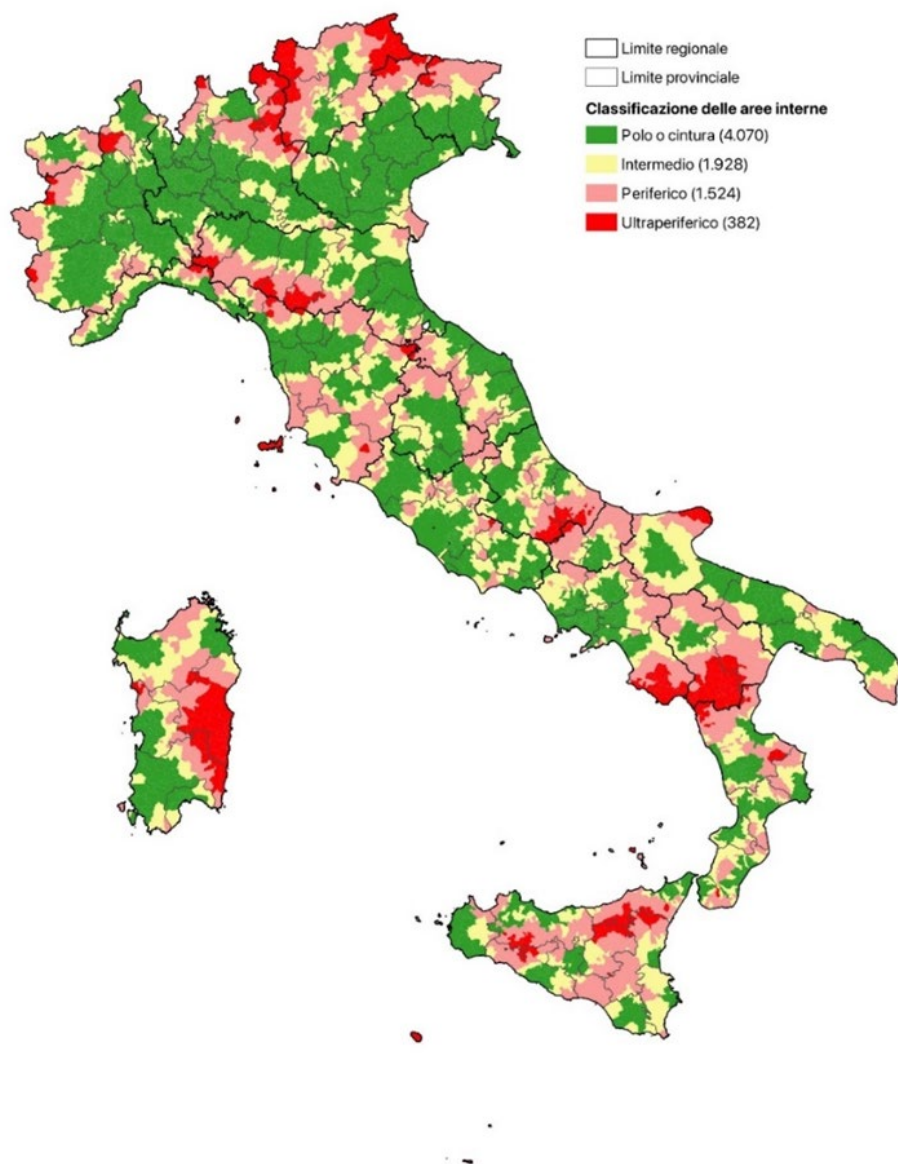 Limite regionale
Limite provinciale
Classificazione delle aree interne
Polo o cintura (4.070)
Intermedio (1.928)
Periferico (1.524)
Ultraperiferico (382)